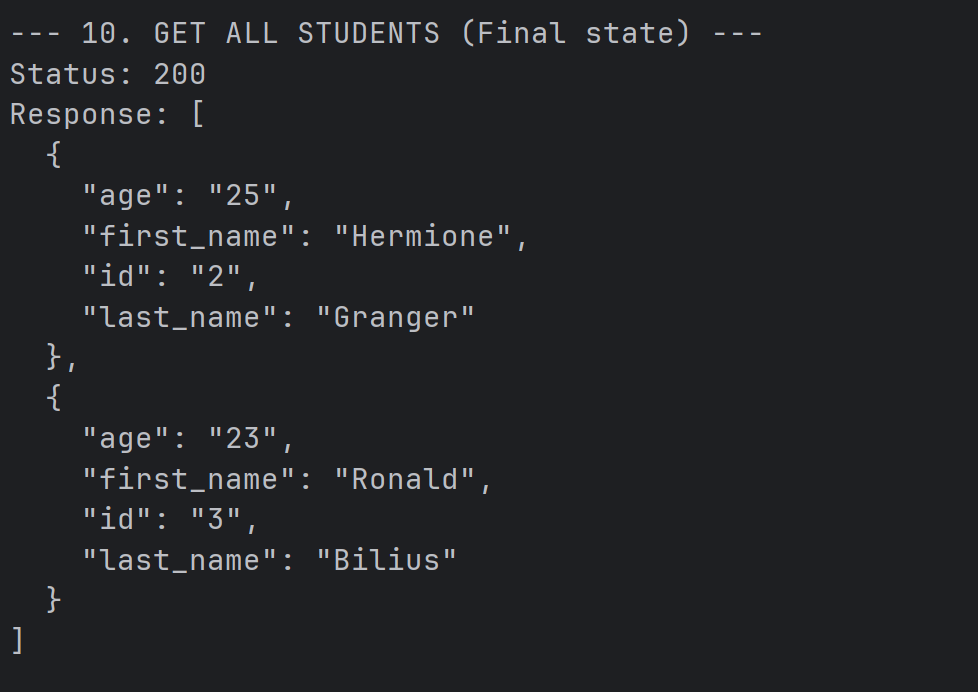 --- 10. GET ALL STUDENTS (Final state) ---
Status: 200
Response: [
  {
    "age": "25",
    "first_name": "Hermione",
    "id": "2",
    "last_name": "Granger"
  },
  {
    "age": "23",
    "first_name": "Ronald",
    "id": "3",
    "last_name": "Bilius"
  }
]